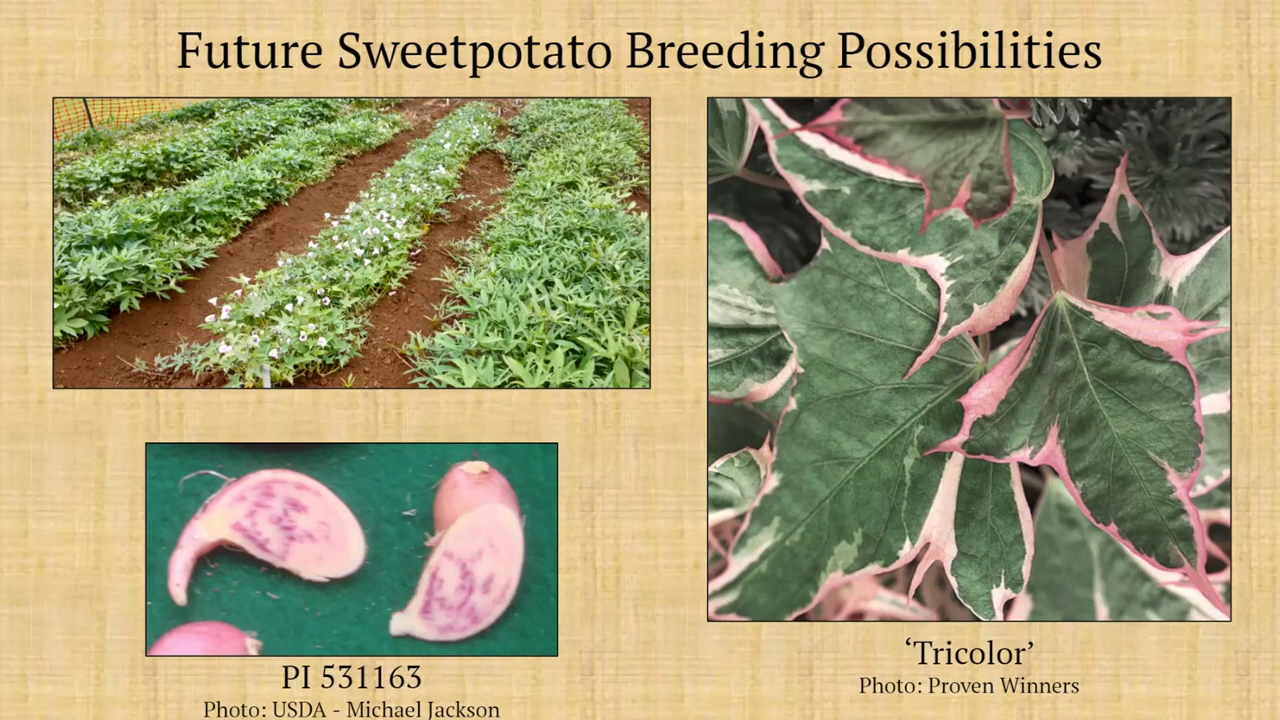 Future Sweetpotato Breeding Possibilities
PI 531163
Photo: USDA - Michael Jackson
‘Tricolor’
Photo: Proven Winners